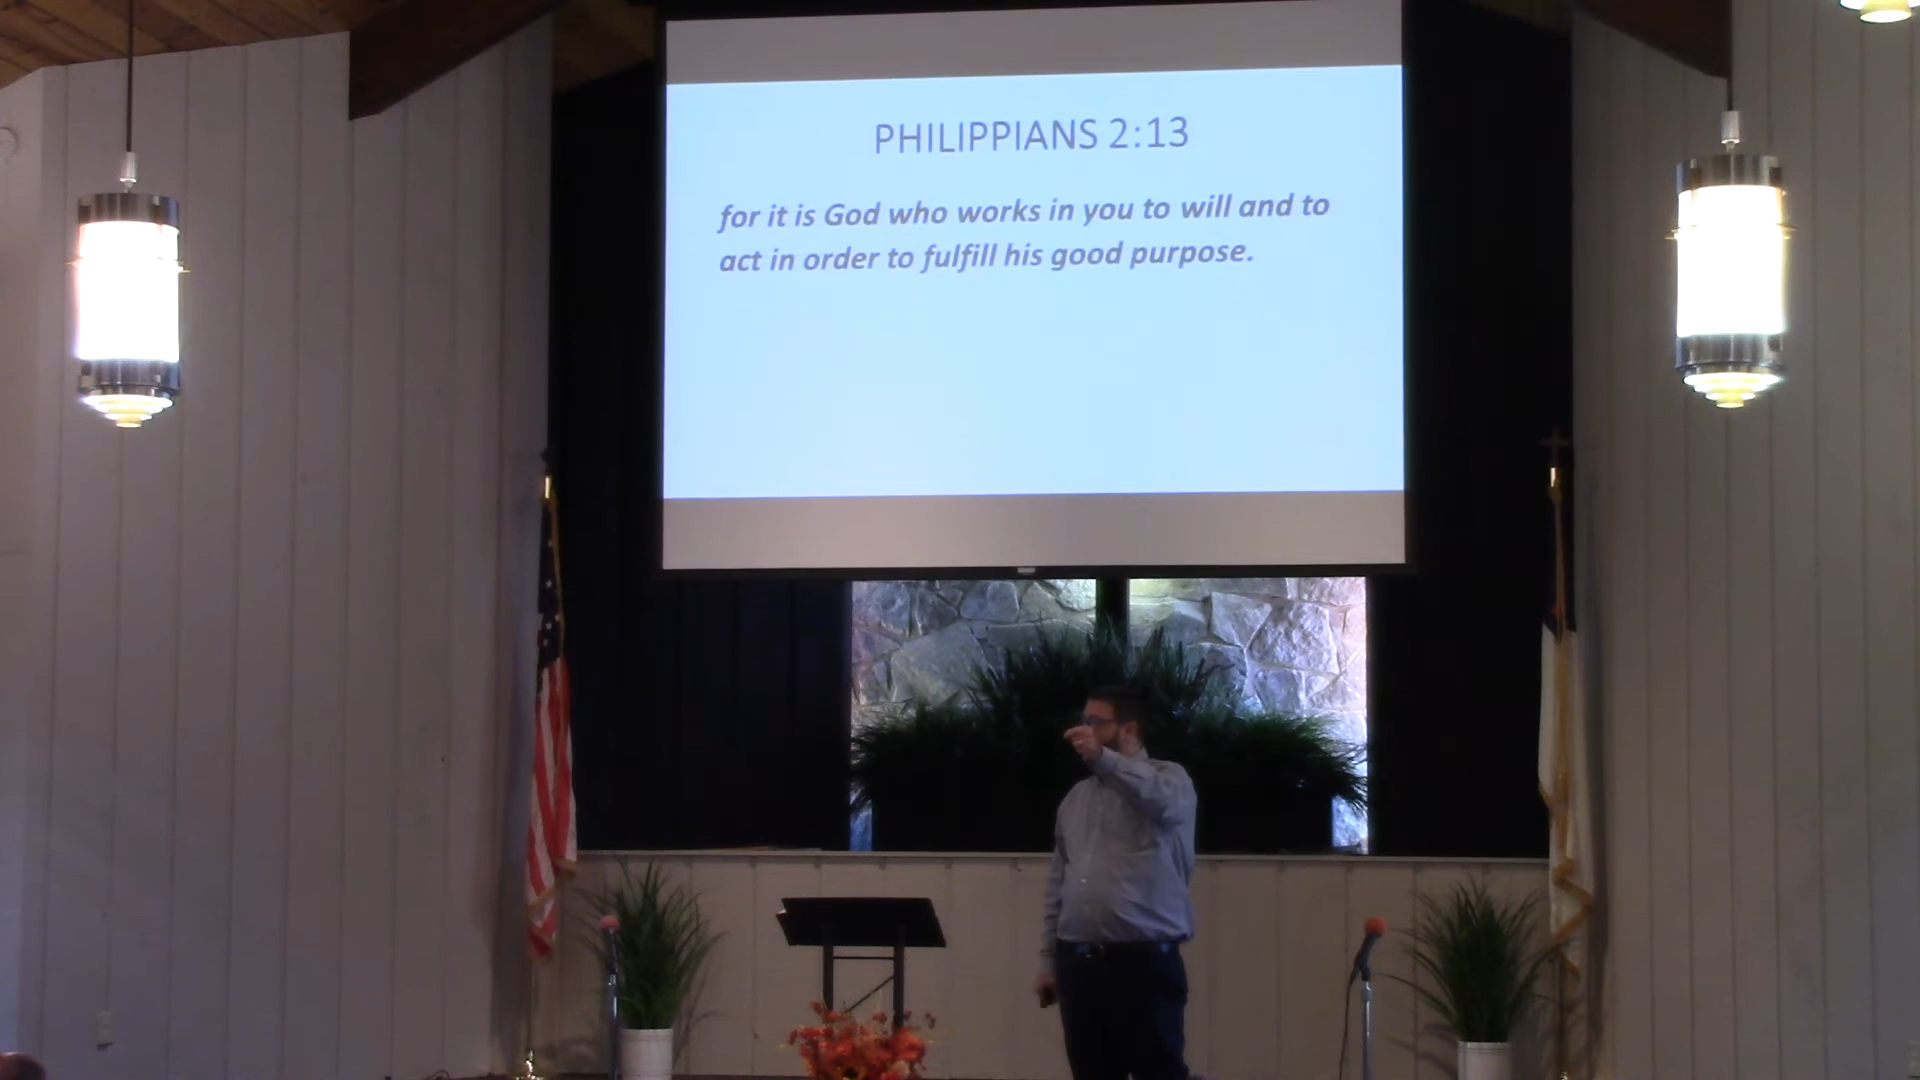 PHILIPPIANS 2:13
for it is God who works in you to will and to
act in order to fulfill his good purpose.